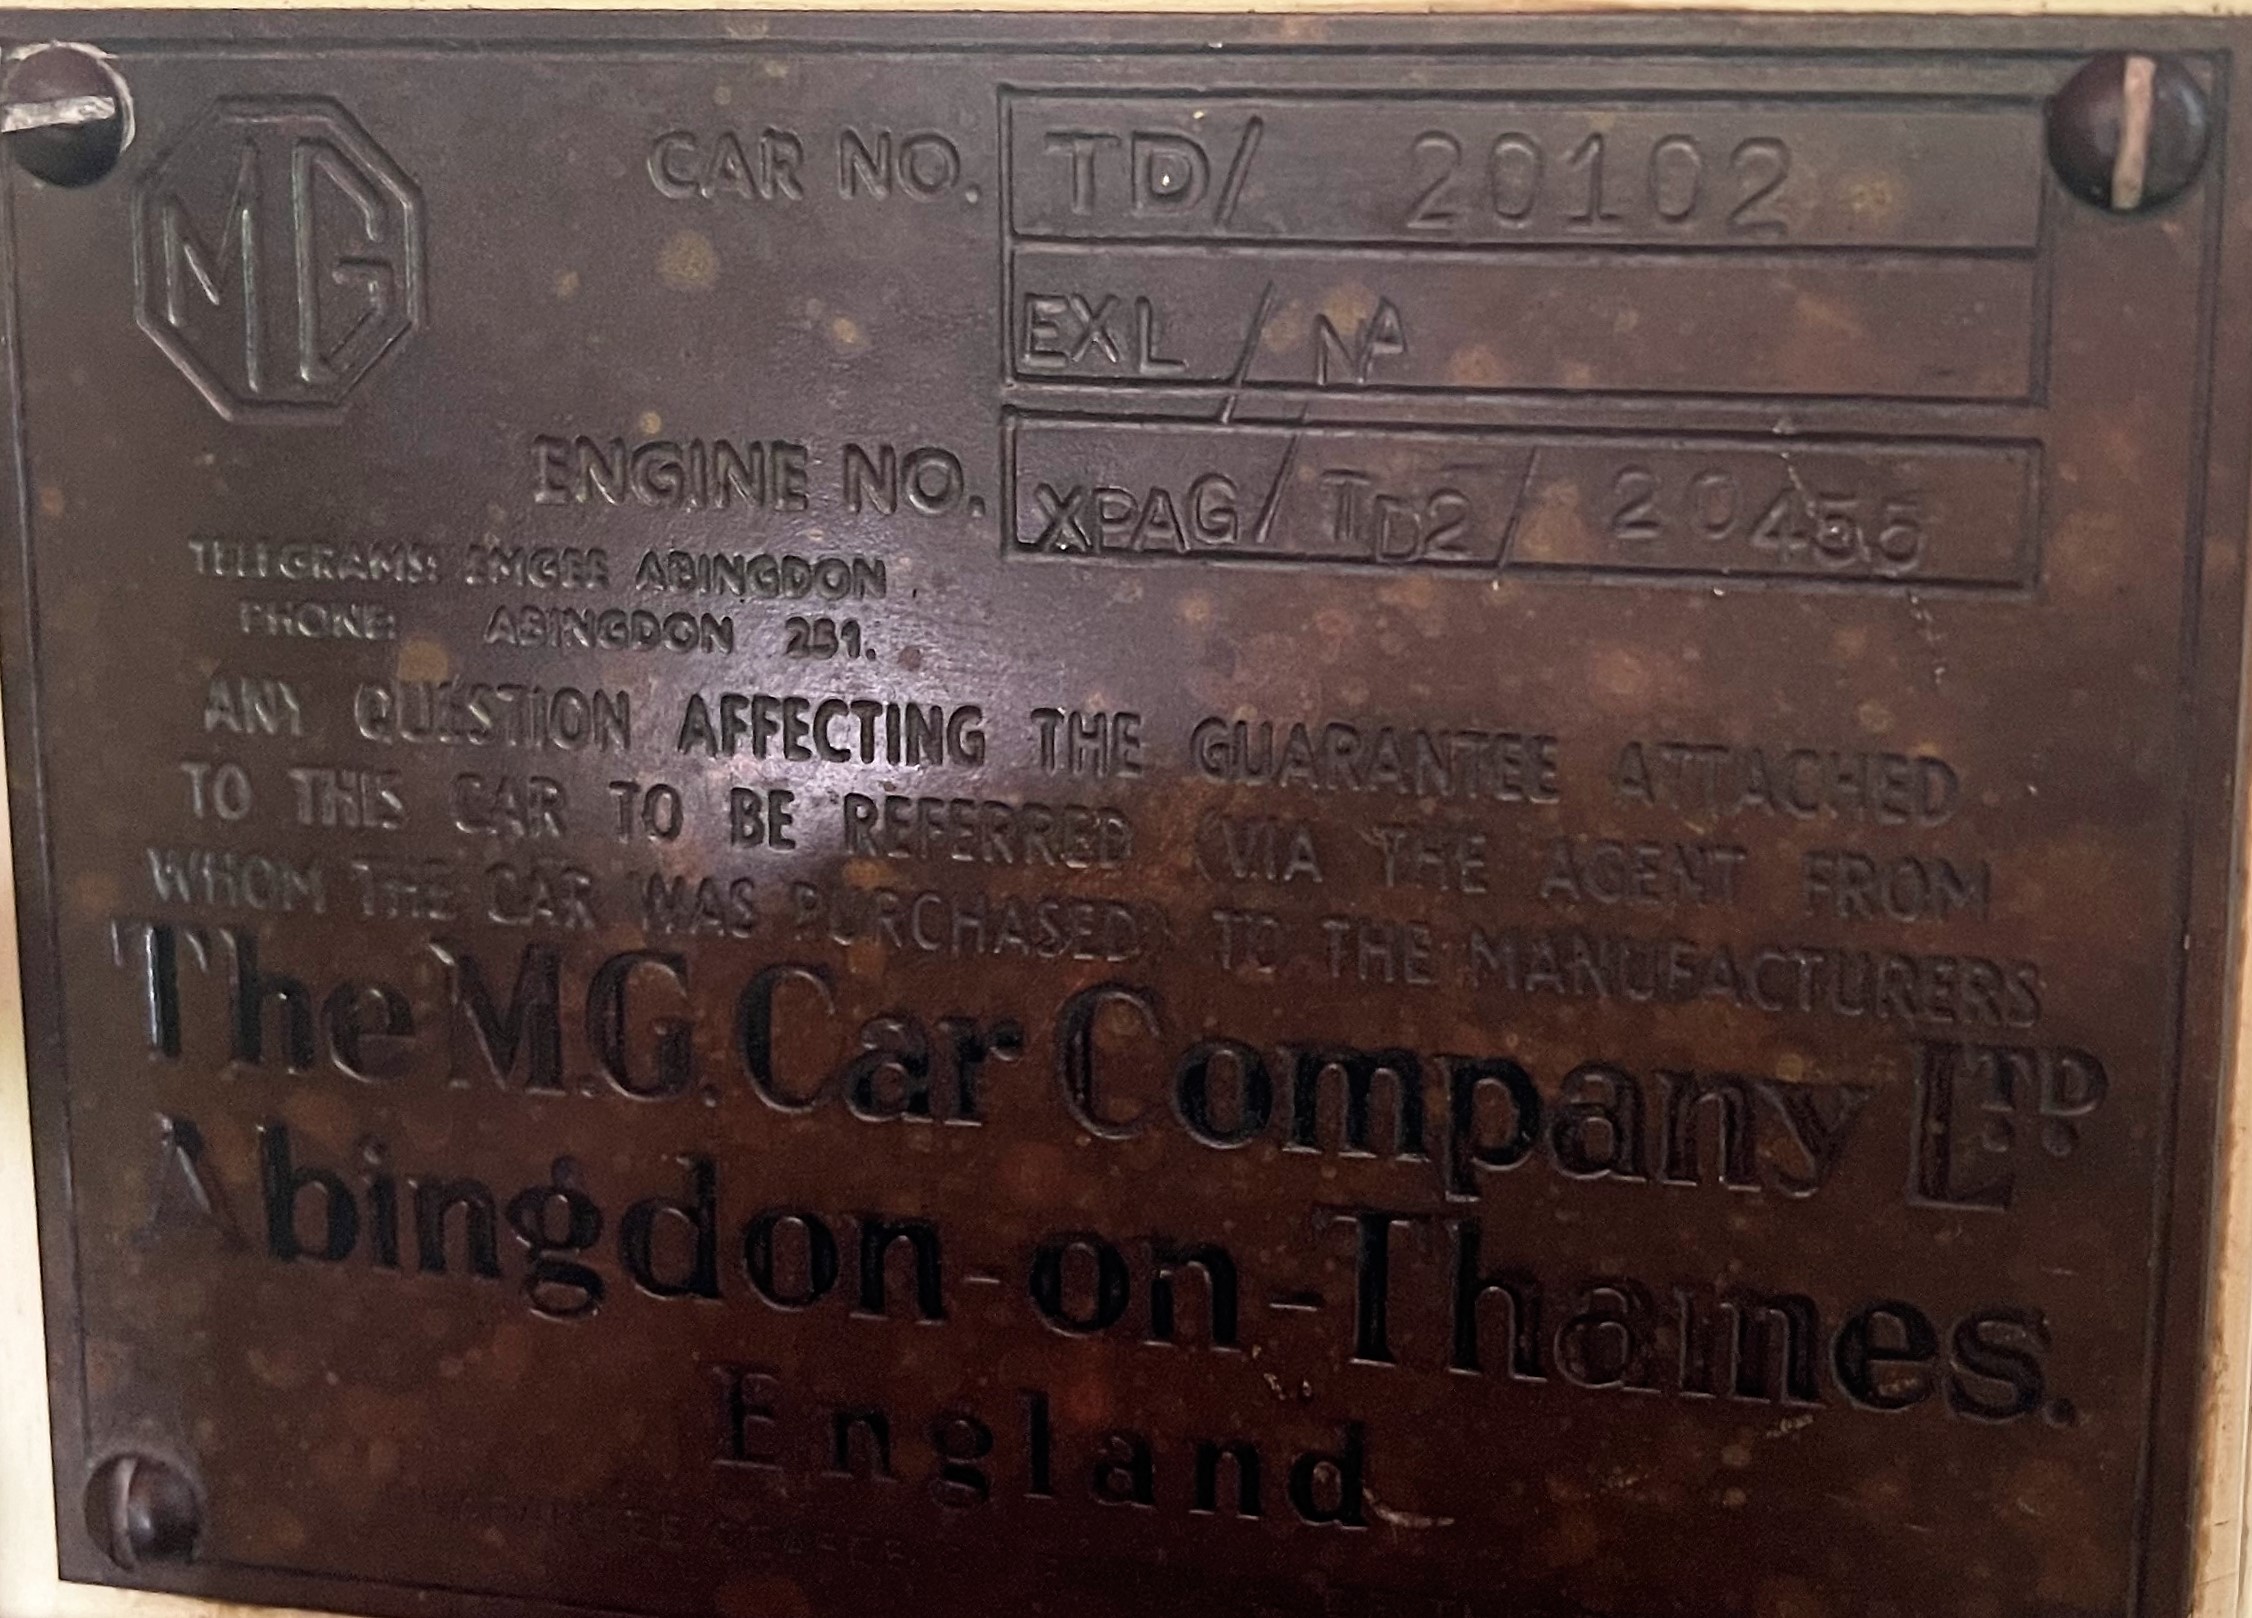 MG
CAR NO. TD/ 20102
EXL / NA
ENGINE NO. XPAG/TD2/20455
TELEGRAMS: EMGEE ABINGDON
PHONE: ABINGDON 251.
ANY QUESTION AFFECTING THE GUARANTEE ATTACHED
TO THIS CAR TO BE REFERRED (VIA THE AGENT FROM
WHOM THE CAR WAS PURCHASED) TO THE MANUFACTURERS
The M.G. Car Company LTD
Abingdon-on-Thames.
England